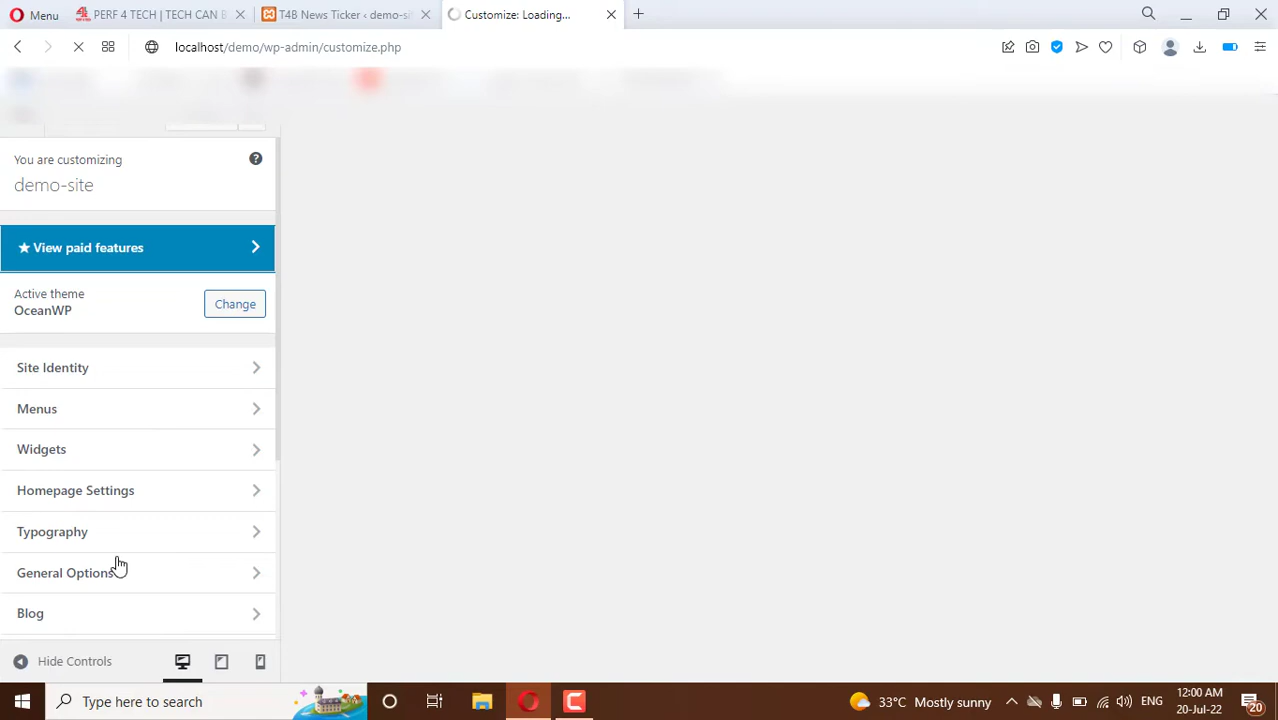 Menu
PERF 4 TECH | TECH CAN B
T4B News Ticker ‹ demo-si
Customize: Loading...
localhost/demo/wp-admin/customize.php
You are customizing
demo-site
★ View paid features
Active theme
OceanWP
Change
Site Identity
Menus
Widgets
Homepage Settings
Typography
General Options
Blog
Hide Controls
Type here to search
33°C Mostly sunny
ENG
12:00 AM
20-Jul-22
20